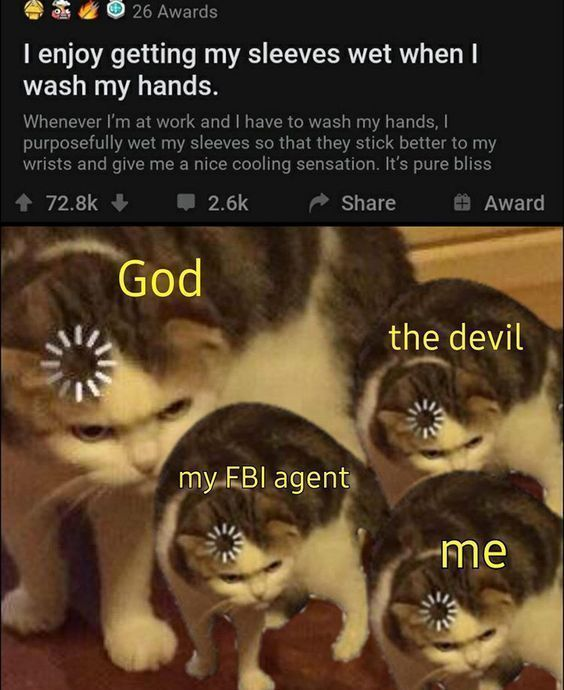 26 Awards
I enjoy getting my sleeves wet when I
wash my hands.
Whenever I'm at work and I have to wash my hands, I
purposefully wet my sleeves so that they stick better to my
wrists and give me a nice cooling sensation. It's pure bliss
72.8k 2.6k Share Award
God
the devil
my FBI agent
me